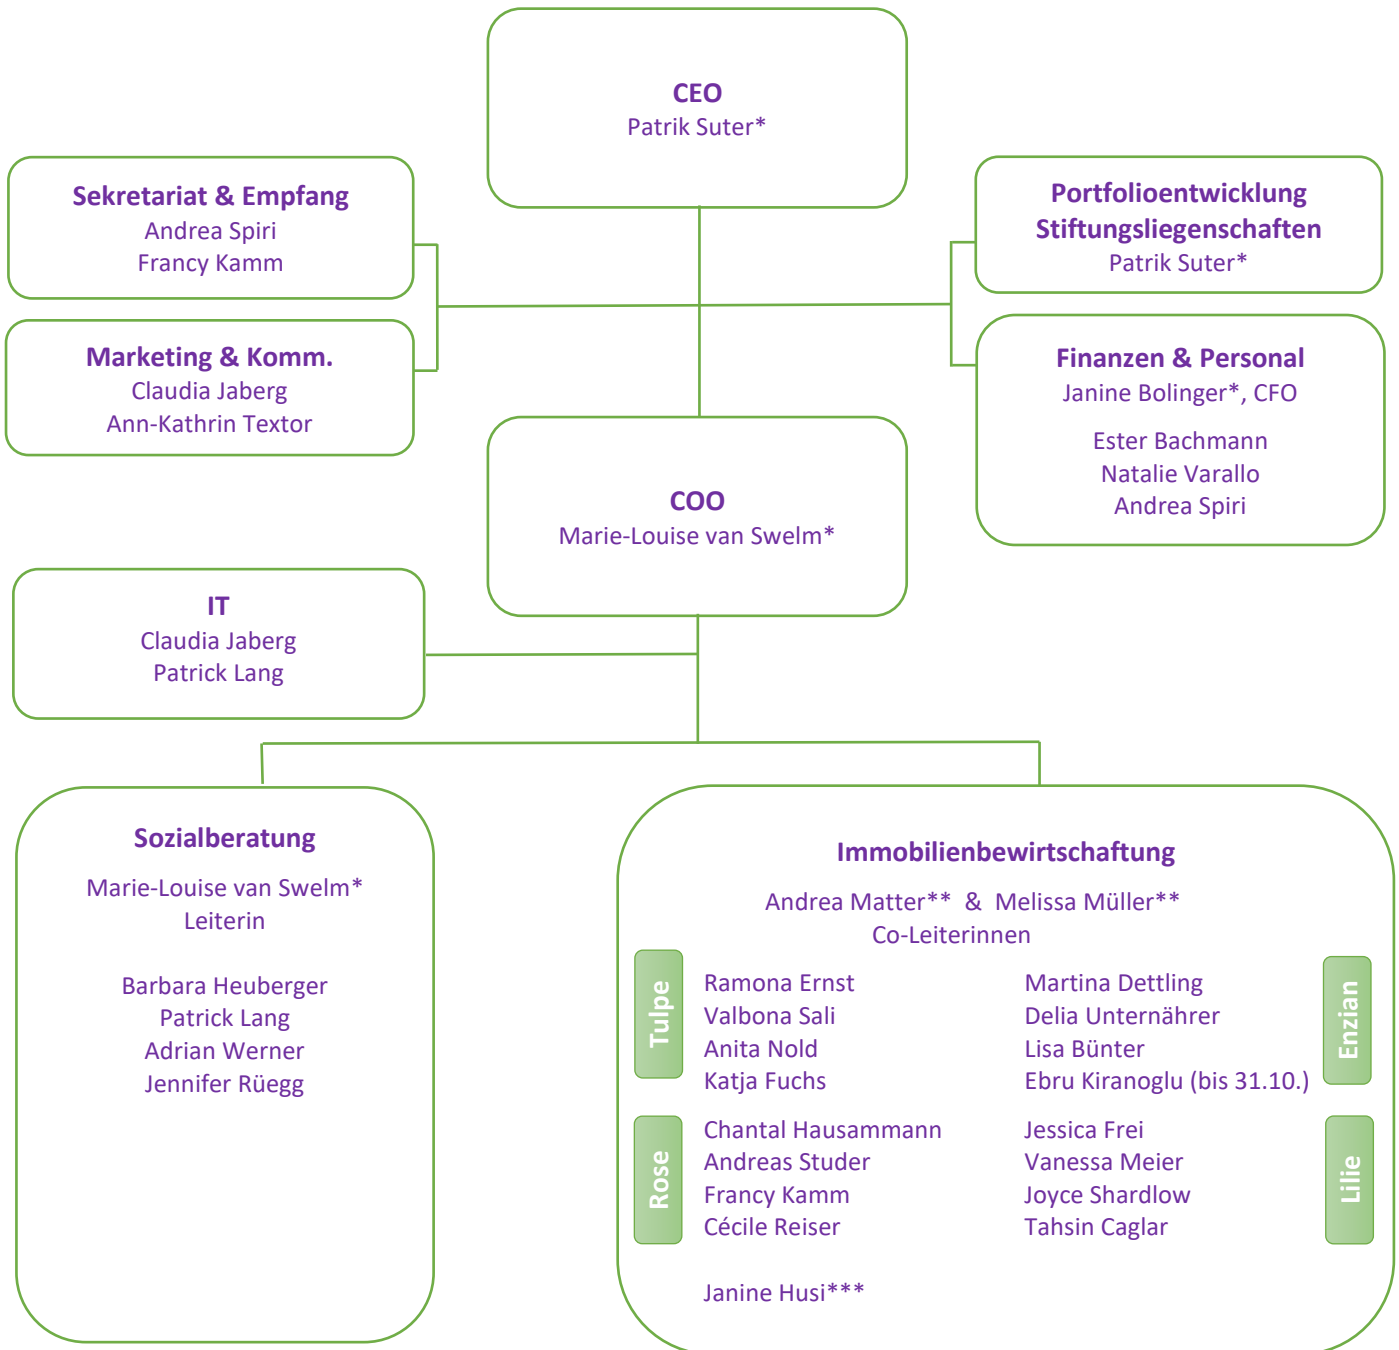 CEO
Patrik Suter*
Sekretariat & Empfang
Andrea Spiri
Francy Kamm
Portfolioentwicklung
Stiftungsliegenschaften
Patrik Suter*
Marketing & Komm.
Claudia Jaberg
Ann-Kathrin Textor
Finanzen & Personal
Janine Bolinger*, CFO
Ester Bachmann
Natalie Varallo
Andrea Spiri
COO
Marie-Louise van Swelm*
IT
Claudia Jaberg
Patrick Lang
Sozialberatung
Marie-Louise van Swelm*
Leiterin
Barbara Heuberger
Patrick Lang
Adrian Werner
Jennifer Rüegg
Immobilienbewirtschaftung
Andrea Matter** & Melissa Müller**
Co-Leiterinnen
Tulpe
Ramona Ernst
Valbona Sali
Anita Nold
Katja Fuchs
Martina Dettling
Delia Unternährer
Lisa Bünter
Ebru Kiranoglu (bis 31.10.)
Enzian
Rose
Chantal Hausammann
Andreas Studer
Francy Kamm
Cécile Reiser
Jessica Frei
Vanessa Meier
Joyce Shardlow
Tahsin Caglar
Lilie
Janine Husi***